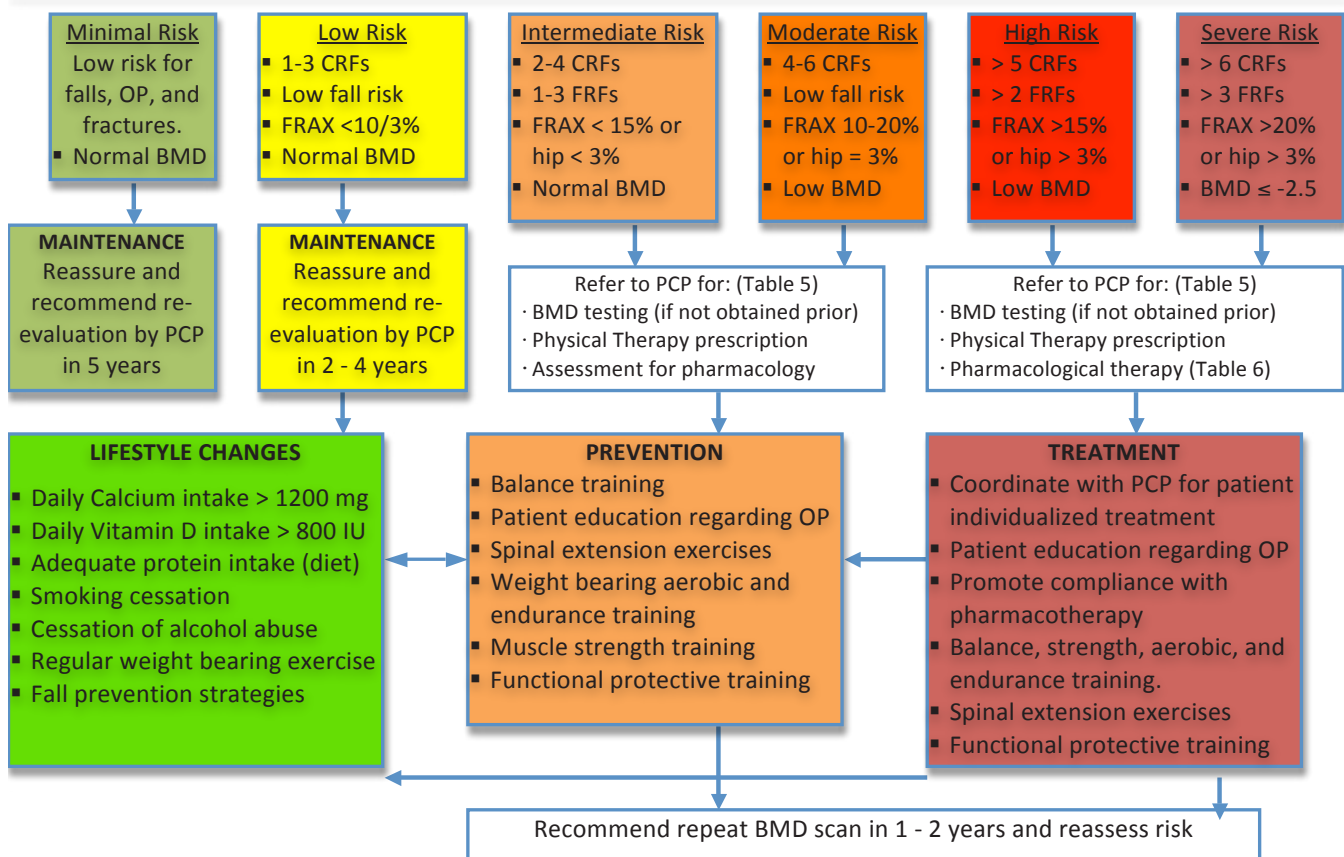 Minimal Risk
Low risk for
falls, OP, and
fractures.
▪ Normal BMD
Low Risk
▪ 1-3 CRFs
▪ Low fall risk
▪ FRAX <10/3%
▪ Normal BMD
Intermediate Risk
▪ 2-4 CRFs
▪ 1-3 FRFs
▪ FRAX < 15% or
hip < 3%
▪ Normal BMD
Moderate Risk
▪ 4-6 CRFs
▪ Low fall risk
▪ FRAX 10-20%
or hip = 3%
▪ Low BMD
High Risk
▪ > 5 CRFs
▪ > 2 FRFs
▪ FRAX >15%
or hip > 3%
▪ Low BMD
Severe Risk
▪ > 6 CRFs
▪ > 3 FRFs
▪ FRAX >20%
or hip > 3%
▪ BMD ≤ -2.5
MAINTENANCE
Reassure and
recommend re-
evaluation by PCP
in 5 years
MAINTENANCE
Reassure and
recommend re-
evaluation by PCP
in 2 - 4 years
Refer to PCP for: (Table 5)
· BMD testing (if not obtained prior)
· Physical Therapy prescription
· Assessment for pharmacology
Refer to PCP for: (Table 5)
· BMD testing (if not obtained prior)
· Physical Therapy prescription
· Pharmacological therapy (Table 6)
LIFESTYLE CHANGES
▪ Daily Calcium intake > 1200 mg
▪ Daily Vitamin D intake > 800 IU
▪ Adequate protein intake (diet)
▪ Smoking cessation
▪ Cessation of alcohol abuse
▪ Regular weight bearing exercise
▪ Fall prevention strategies
PREVENTION
▪ Balance training
▪ Patient education regarding OP
▪ Spinal extension exercises
▪ Weight bearing aerobic and
endurance training
▪ Muscle strength training
▪ Functional protective training
TREATMENT
▪ Coordinate with PCP for patient
individualized treatment
▪ Patient education regarding OP
▪ Promote compliance with
pharmacotherapy
▪ Balance, strength, aerobic, and
endurance training.
▪ Spinal extension exercises
▪ Functional protective training
Recommend repeat BMD scan in 1 - 2 years and reassess risk